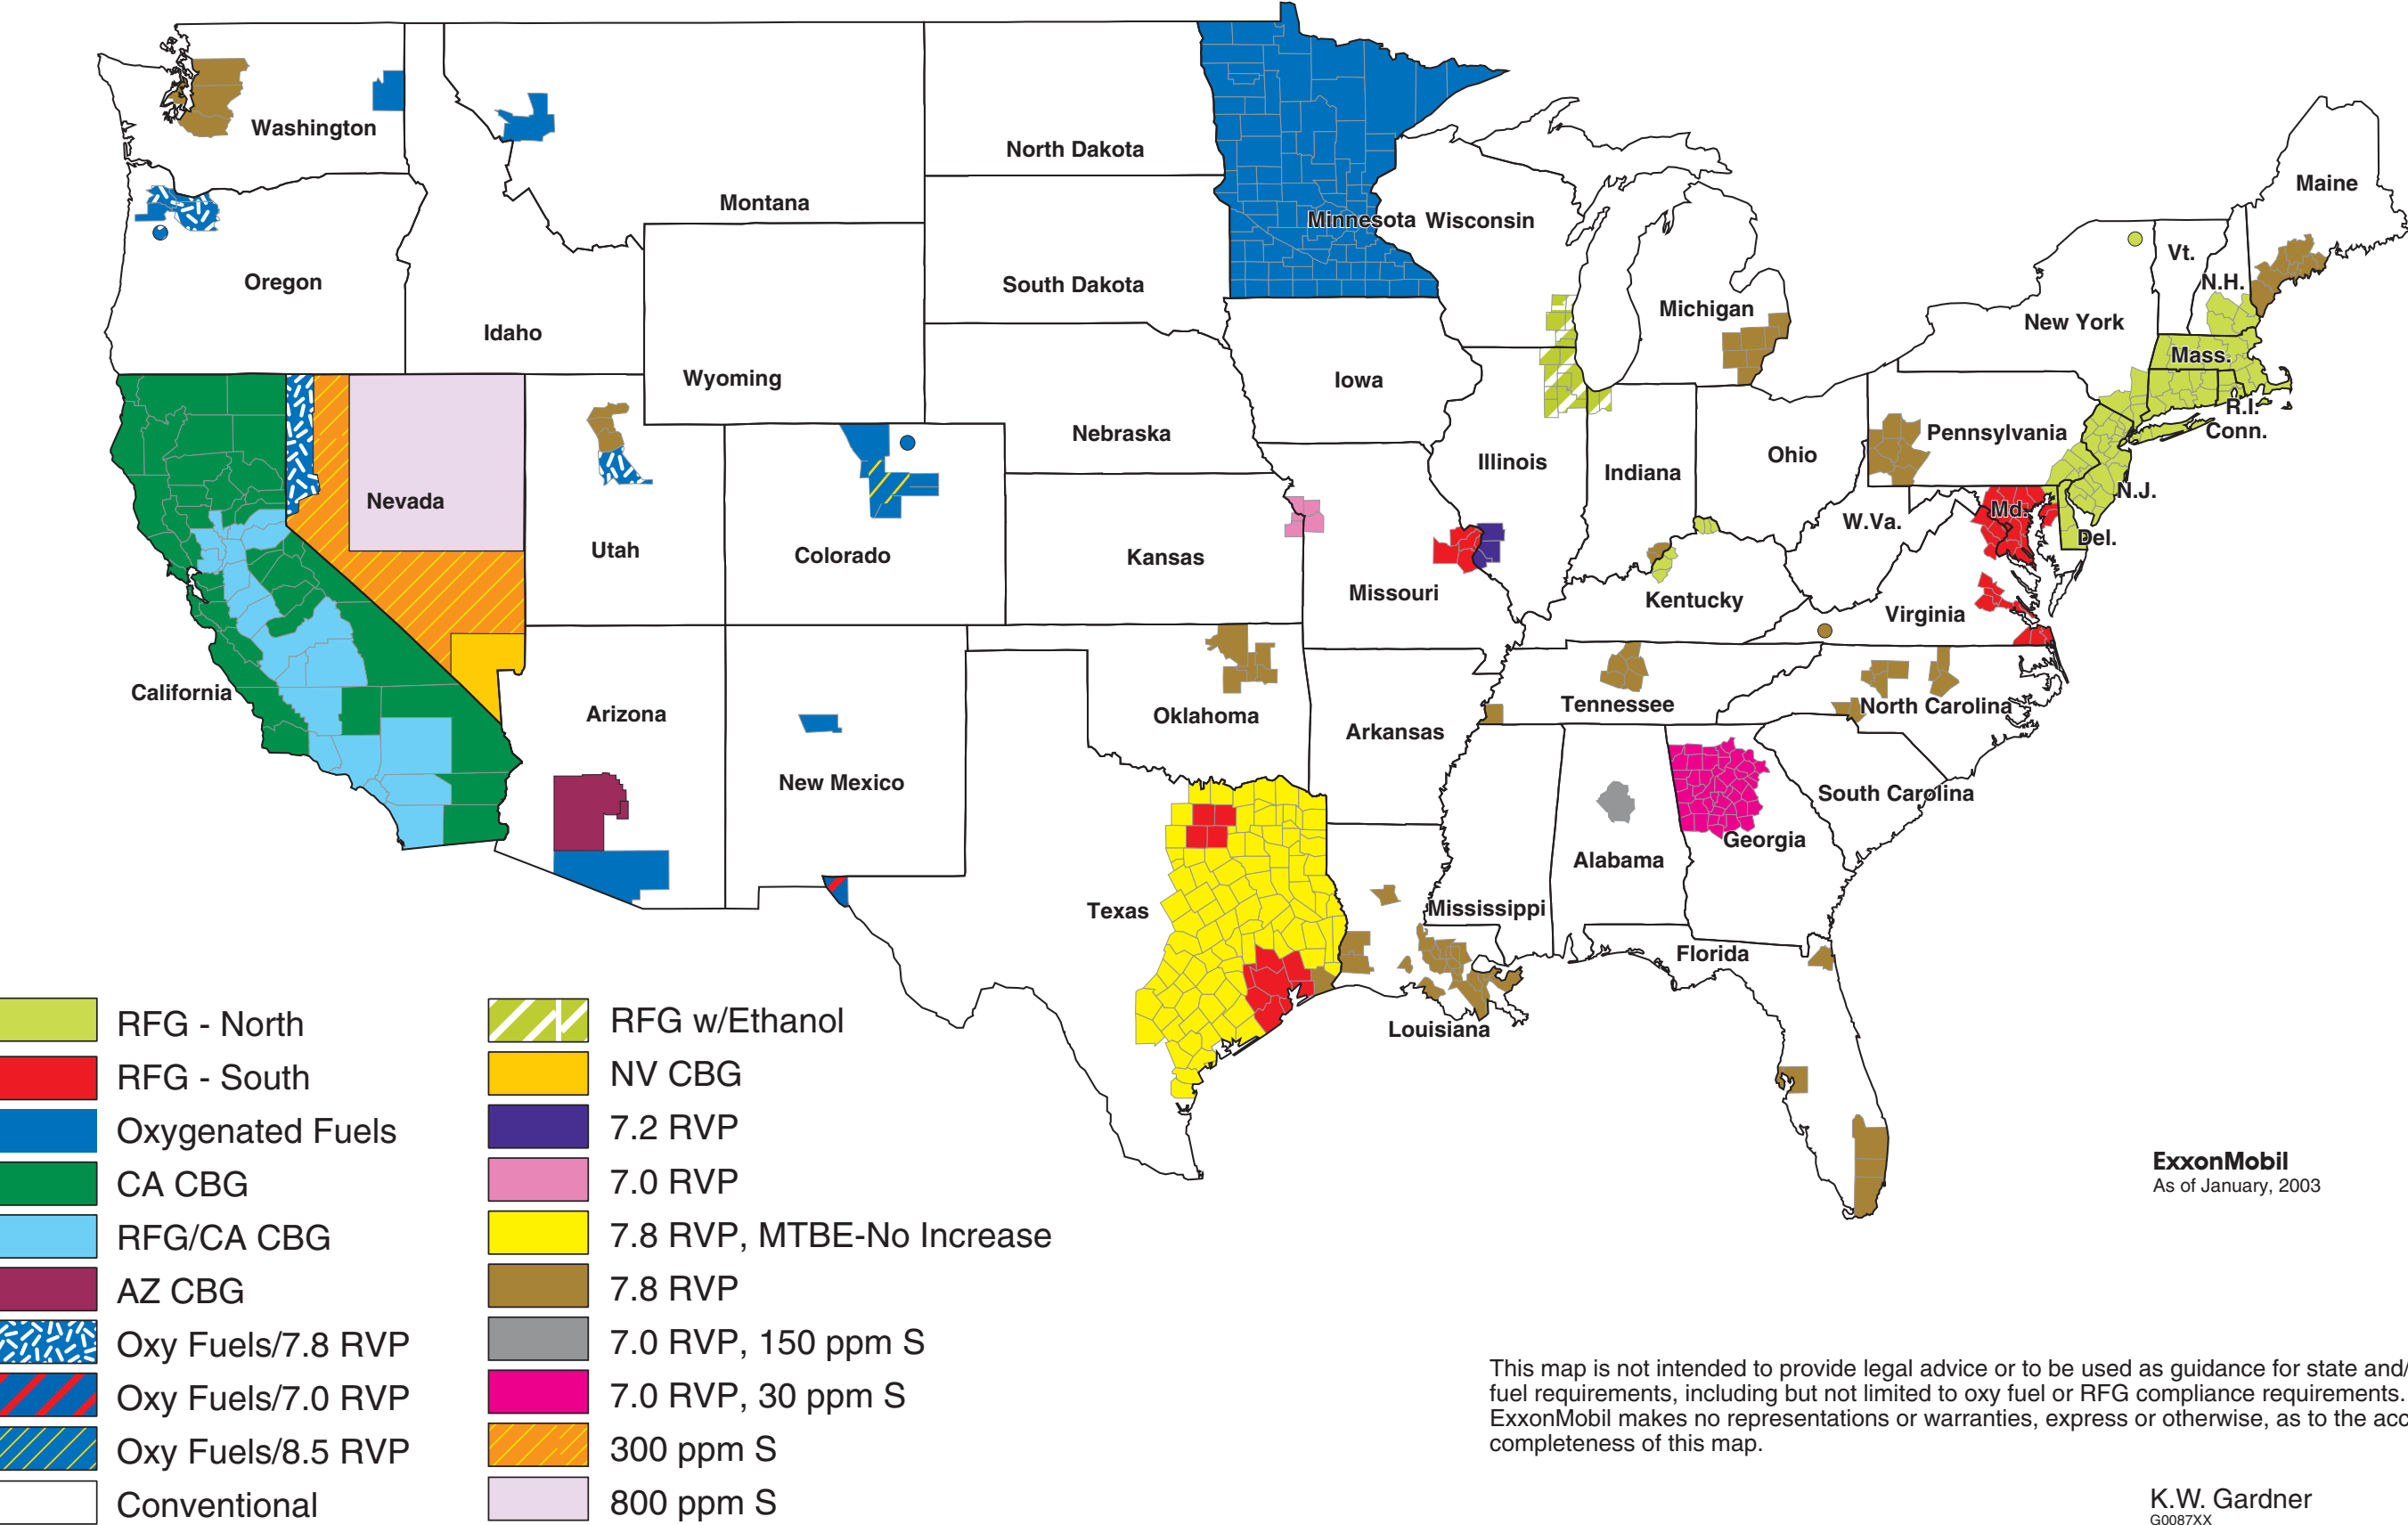 Washington
North Dakota
Maine
Montana
Minnesota
Wisconsin
Vt.
Oregon
South Dakota
N.H.
Michigan
New York
Idaho
Mass.
Wyoming
Iowa
R.I.
Nebraska
Pennsylvania
Conn.
Ohio
Illinois
Indiana
Nevada
N.J.
Md.
W.Va.
Del.
Utah
Colorado
Kansas
Missouri
Kentucky
Virginia
California
Arizona
Oklahoma
Tennessee
North Carolina
Arkansas
New Mexico
South Carolina
Georgia
Alabama
Texas
Mississippi
Florida
Louisiana
RFG - North
RFG - South
Oxygenated Fuels
CA CBG
RFG/CA CBG
AZ CBG
Oxy Fuels/7.8 RVP
Oxy Fuels/7.0 RVP
Oxy Fuels/8.5 RVP
Conventional
RFG w/Ethanol
NV CBG
7.2 RVP
7.0 RVP
7.8 RVP, MTBE-No Increase
7.8 RVP
7.0 RVP, 150 ppm S
7.0 RVP, 30 ppm S
300 ppm S
800 ppm S
ExxonMobil
As of January, 2003
This map is not intended to provide legal advice or to be used as guidance for state and/
fuel requirements, including but not limited to oxy fuel or RFG compliance requirements.
ExxonMobil makes no representations or warranties, express or otherwise, as to the acc
completeness of this map.
K.W. Gardner
G0087XX